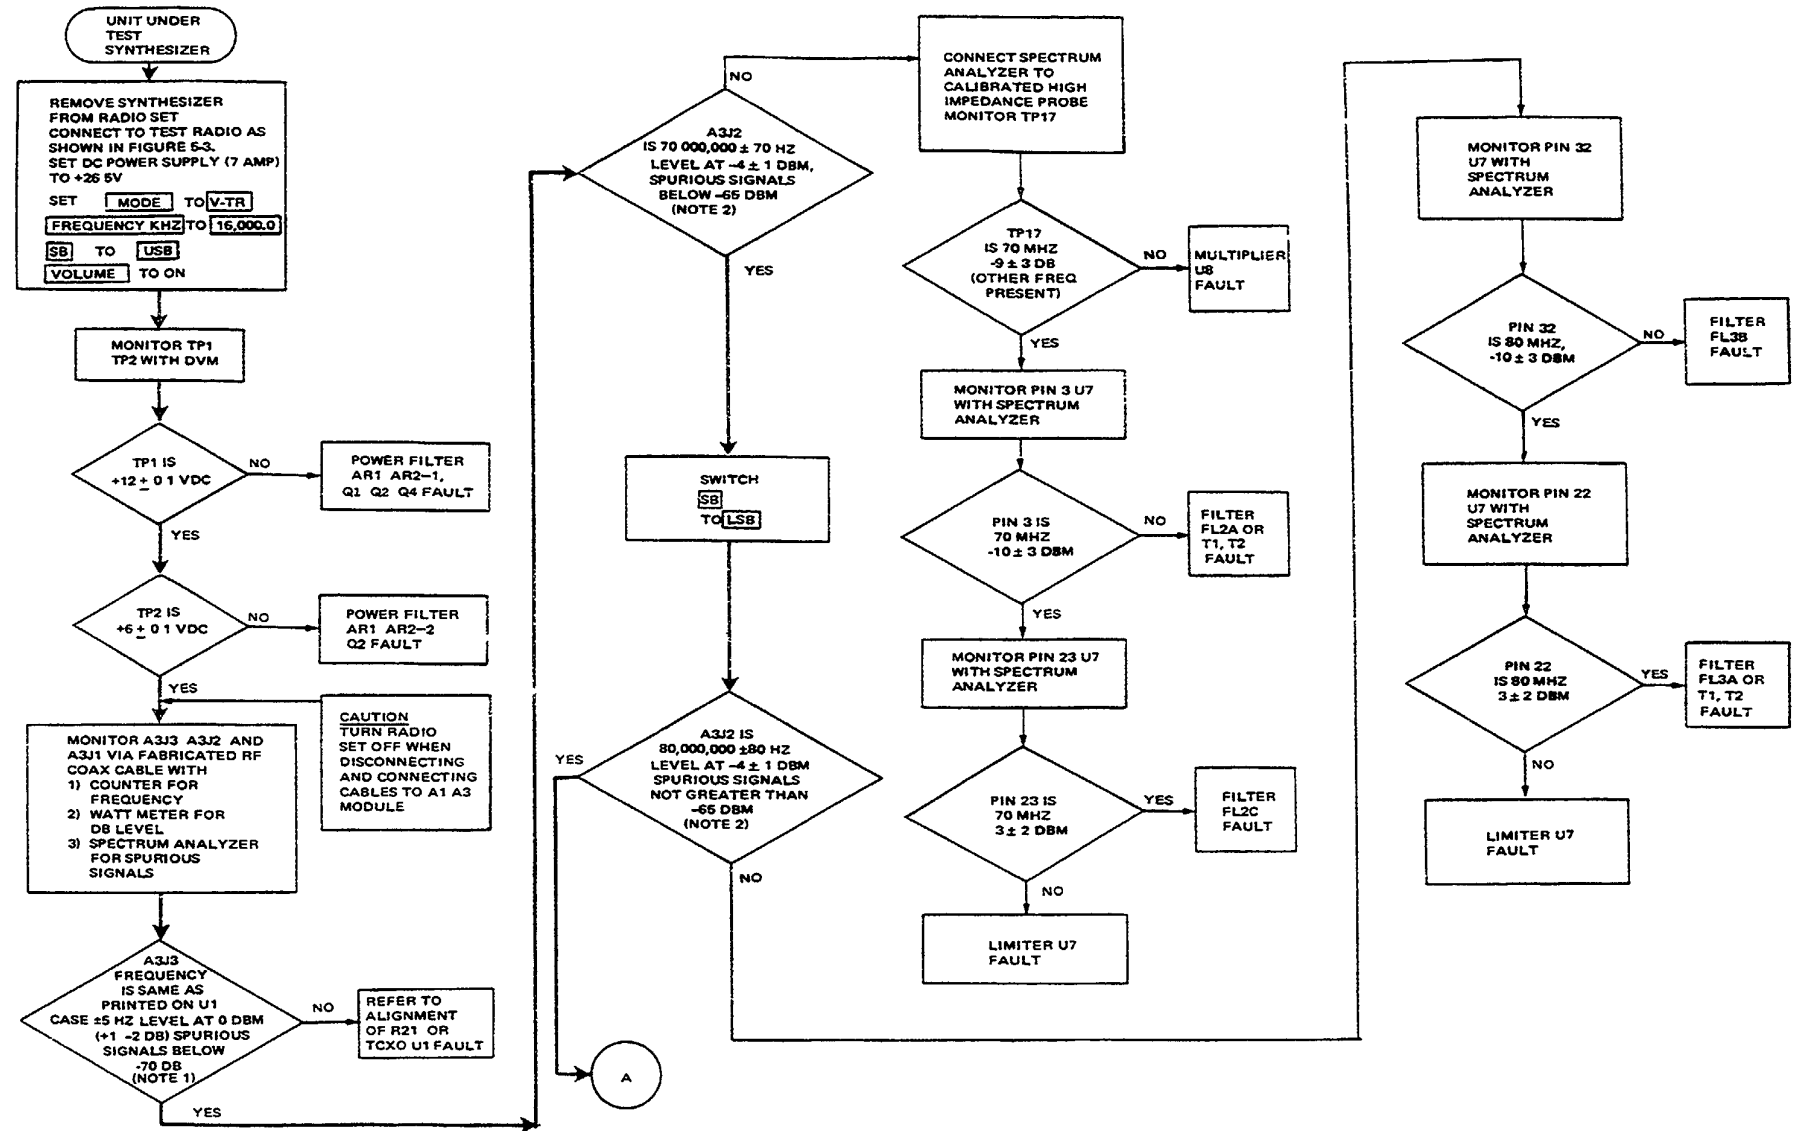 UNIT UNDER
TEST
SYNTHESIZER
REMOVE SYNTHESIZER
FROM RADIO SET
CONNECT TO TEST RADIO AS
SHOWN IN FIGURE 5-3.
SET DC POWER SUPPLY (7 AMP)
TO +26 5V
SET MODE TO V-TR
FREQUENCY KHZ TO 16,000.0
SB TO USB
VOLUME TO ON
MONITOR TP1
TP2 WITH DVM
TP1 IS
+12 ± 0 1 VDC
NO
POWER FILTER
AR1 AR2-1,
Q1 Q2 Q4 FAULT
YES
TP2 IS
+6 ± 0 1 VDC
NO
POWER FILTER
AR1 AR2-2
Q2 FAULT
YES
CAUTION
TURN RADIO
SET OFF WHEN
DISCONNECTING
AND CONNECTING
CABLES TO A1 A3
MODULE
MONITOR A3J3 A3J2 AND
A3J1 VIA FABRICATED RF
COAX CABLE WITH
1) COUNTER FOR
FREQUENCY
2) WATT METER FOR
DB LEVEL
3) SPECTRUM ANALYZER
FOR SPURIOUS
SIGNALS
A3J3
FREQUENCY
IS SAME AS
PRINTED ON U1
CASE ±5 HZ LEVEL AT 0 DBM
(+1 -2 DB) SPURIOUS
SIGNALS BELOW
-70 DB
(NOTE 1)
NO
REFER TO
ALIGNMENT
OF R21 OR
TCXO U1 FAULT
YES
A3J2
IS 70 000,000 ± 70 HZ
LEVEL AT -4 ± 1 DBM,
SPURIOUS SIGNALS
BELOW -65 DBM
(NOTE 2)
NO
YES
SWITCH
SB
TO LSB
A3J2 IS
80,000,000 ±80 HZ
LEVEL AT -4 ± 1 DBM
SPURIOUS SIGNALS
NOT GREATER THAN
-65 DBM
(NOTE 2)
YES
NO
A
CONNECT SPECTRUM
ANALYZER TO
CALIBRATED HIGH
IMPEDANCE PROBE
MONITOR TP17
TP17
IS 70 MHZ
-9 ± 3 DB
(OTHER FREQ
PRESENT)
NO
MULTIPLIER
U8
FAULT
YES
MONITOR PIN 3 U7
WITH SPECTRUM
ANALYZER
PIN 3 IS
70 MHZ
-10 ± 3 DBM
NO
FILTER
FL2A OR
T1, T2
FAULT
YES
MONITOR PIN 23 U7
WITH SPECTRUM
ANALYZER
PIN 23 IS
70 MHZ
3 ± 2 DBM
YES
FILTER
FL2C
FAULT
NO
LIMITER U7
FAULT
MONITOR PIN 32
U7 WITH
SPECTRUM
ANALYZER
PIN 32
IS 80 MHZ,
-10 ± 3 DBM
NO
FILTER
FL3B
FAULT
YES
MONITOR PIN 22
U7 WITH
SPECTRUM
ANALYZER
PIN 22
IS 80 MHZ
3 ± 2 DBM
YES
FILTER
FL3A OR
T1, T2
FAULT
NO
LIMITER U7
FAULT